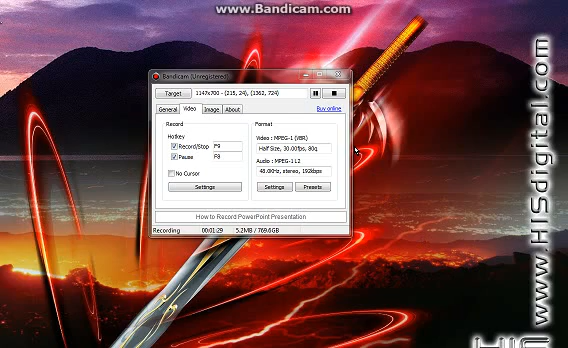 www.Bandicam.com
Bandicam (Unregistered)
Target 1147x700 - (215, 24), (1362, 724)
General Video Image About Buy online
Record
Hotkey
Record/Stop F9
Pause F8
No Cursor
Settings
Format
Video : MPEG-1 (VBR)
Half Size, 30.00fps, 80q
Audio : MPEG-1 L2
48.0KHz, stereo, 192kbps
Settings Presets
How to Record PowerPoint Presentation
Recording 00:01:29 5.2MB / 769.6GB
www.HISdigital.com